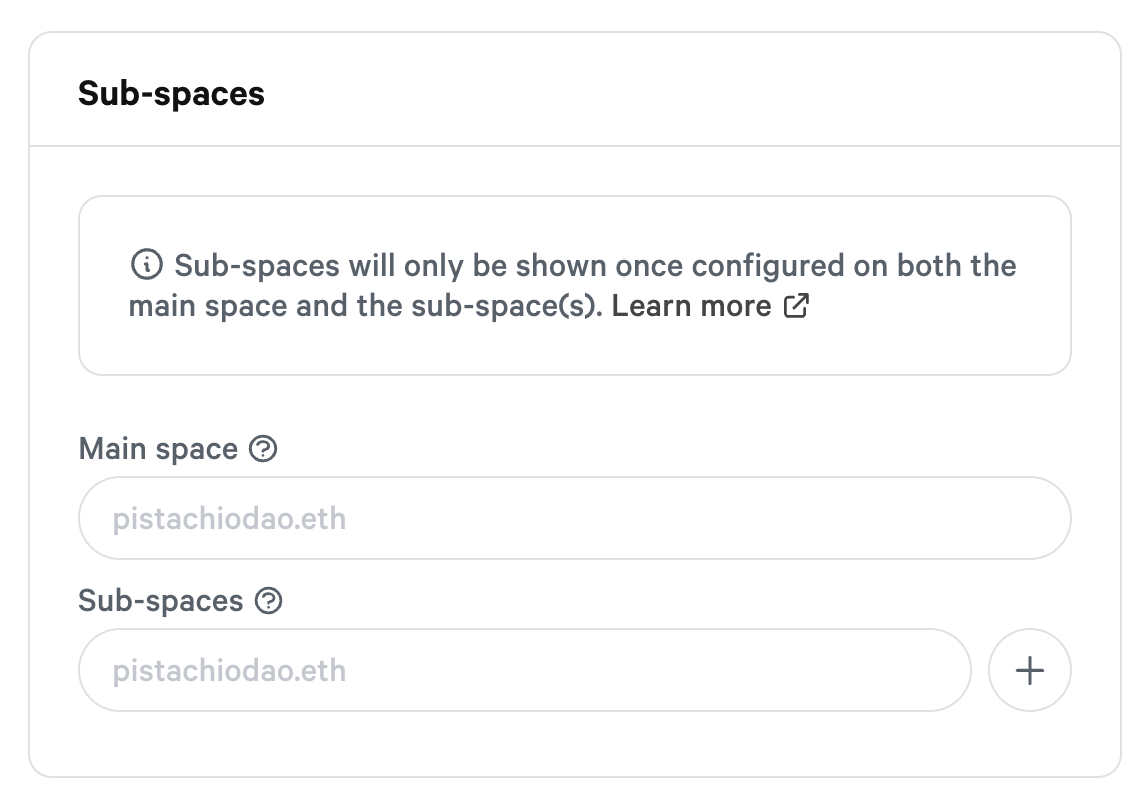 Sub-spaces
Sub-spaces will only be shown once configured on both the
main space and the sub-space(s). Learn more
Main space
pistachiodao.eth
Sub-spaces
pistachiodao.eth